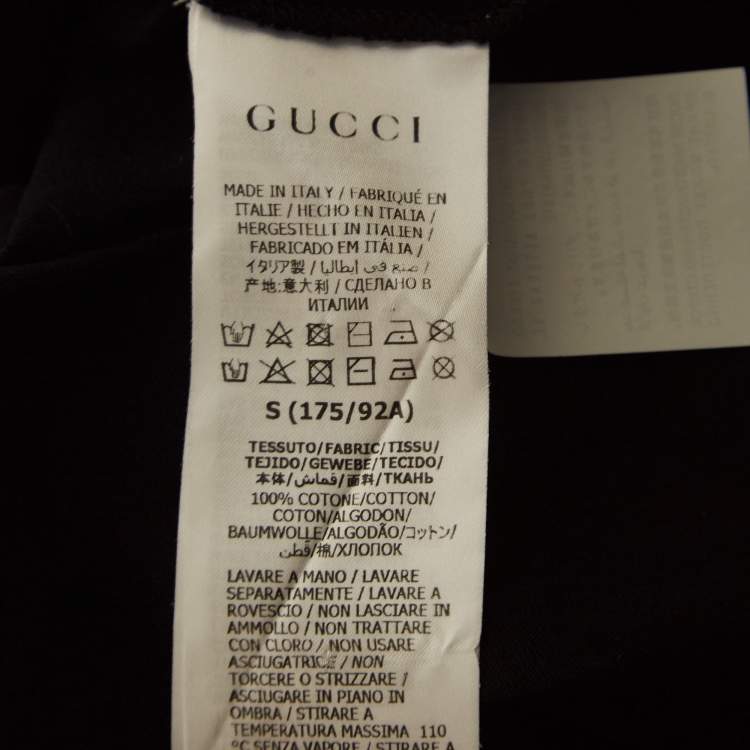 GUCCI
MADE IN ITALY / FABRIQUÉ EN
ITALIE / HECHO EN ITALIA /
HERGESTELLT IN ITALIEN /
FABRICADO EM ITÁLIA /
イタリア製 / صنع في إيطاليا /
产地:意大利 / СДЕЛАНО В
ИТАЛИИ
S (175/92A)
TESSUTO/FABRIC/TISSU/
TEJIDO/GEWEBE/TECIDO/
本体/قماش/面料/ТКАНЬ
100% COTONE/COTTON/
COTON/ALGODON/
BAUMWOLLE/ALGODÃO/コットン/
قطن/棉/ХЛОПОК
LAVARE A MANO / LAVARE
SEPARATAMENTE / LAVARE A
ROVESCIO / NON LASCIARE IN
AMMOLLO / NON TRATTARE
CON CLORO / NON USARE
ASCIUGATRICE / NON
TORCERE O STRIZZARE /
ASCIUGARE IN PIANO IN
OMBRA / STIRARE A
TEMPERATURA MASSIMA 110
°C SENZA VAPORE / STIRARE A